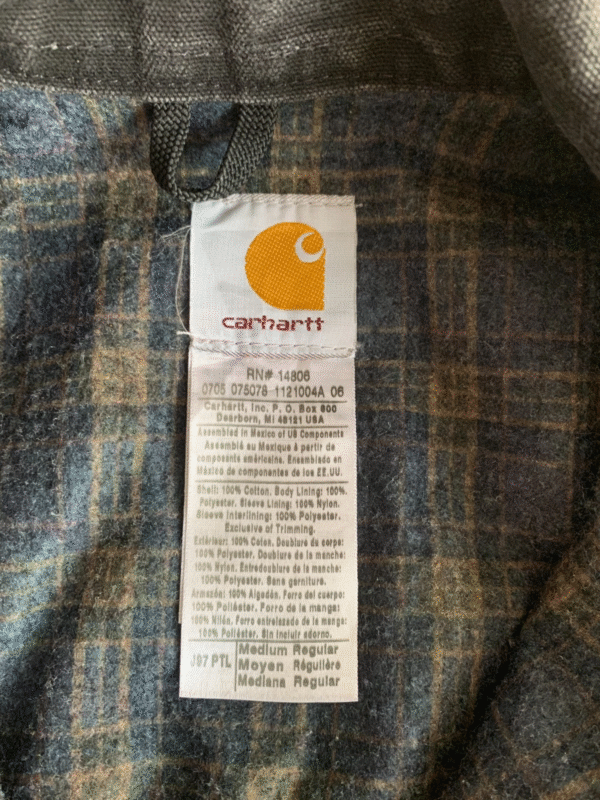 carhartt
RN# 14806
0705 075078 1121004A 06
Carhartt, Inc. P. O. Box 600
Dearborn, MI 48121 USA
Assembled in Mexico of US Components
Assemblé au Mexique à partir de
composants américains. Ensamblado en
México de componentes de los EE.UU.
Shell: 100% Cotton. Body Lining: 100%
Polyester. Sleeve Lining: 100% Nylon.
Sleeve Interlining: 100% Polyester.
Exclusive of Trimming.
Extérieur: 100% Coton. Doublure du corps:
100% Polyester. Doublure de la manche:
100% Nylon. Entredoublure de la manche:
100% Polyester. Sans garniture.
Armazón: 100% Algodón. Forro del cuerpo:
100% Poliéster. Forro de la manga:
100% Nilón. Forro entrelazado de la manga:
100% Poliéster. Sin incluir adorno.
J97 PTL
Medium Regular
Moyen Régulière
Mediana Regular